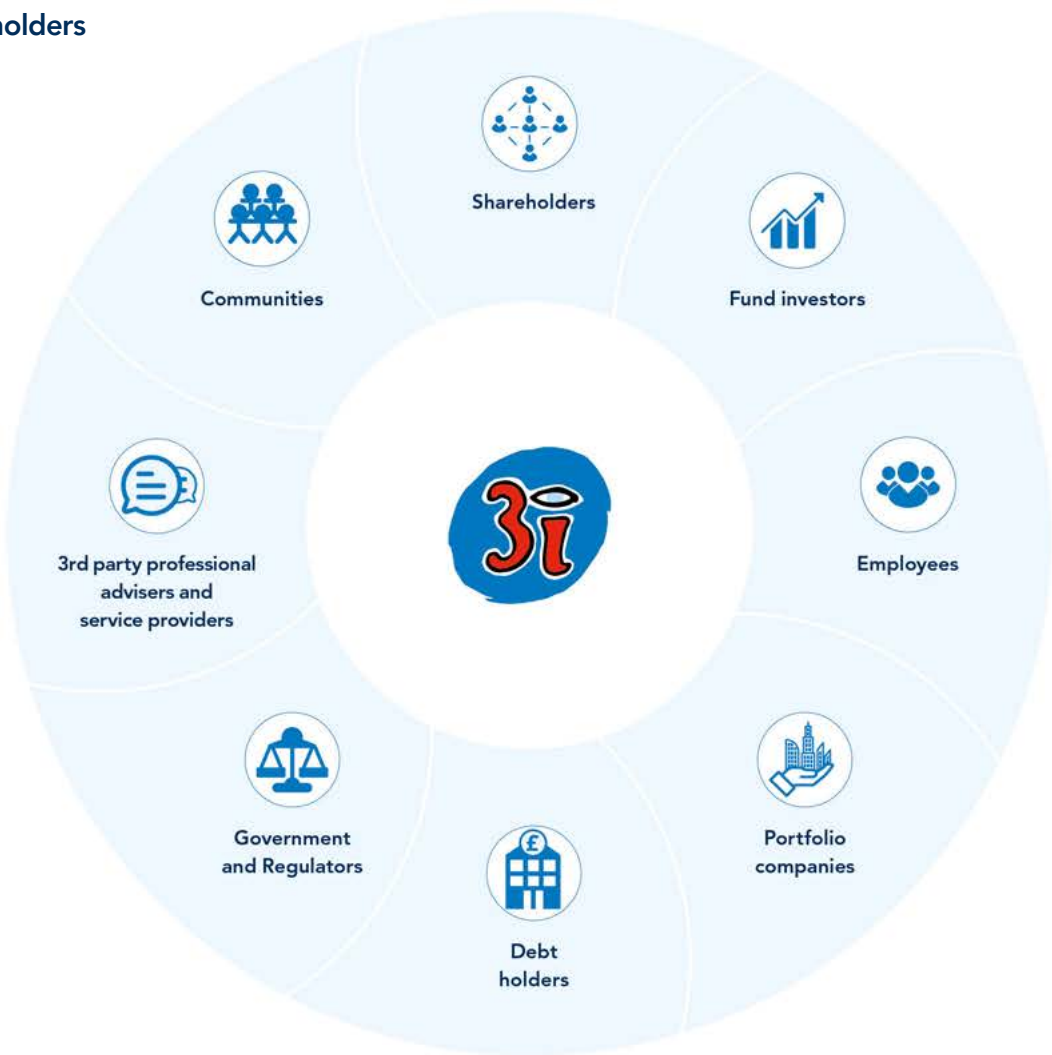 holders
Shareholders
Fund investors
Employees
Portfolio
companies
£
Debt
holders
Government
and Regulators
3rd party professional
advisers and
service providers
Communities
3i